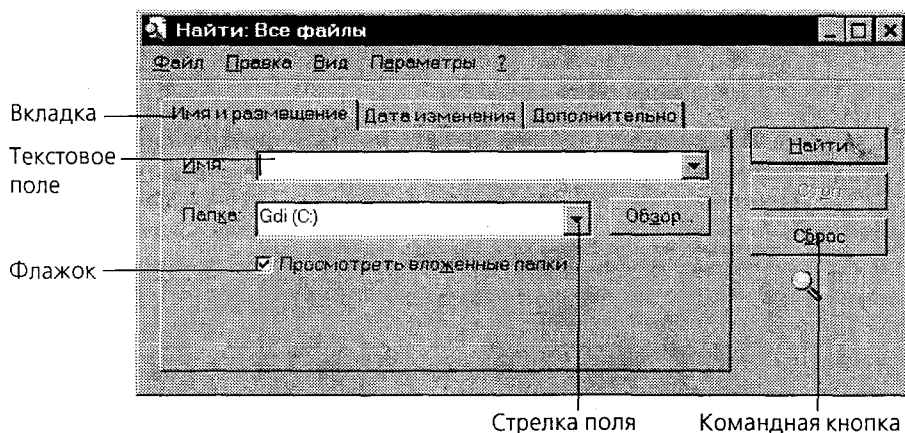 Найти: Все файлы
Файл Правка Вид Параметры ?
Вкладка
Имя и размещение Дата изменения Дополнительно
Текстовое поле
Имя:
Найти
Папка: Gdi (C:) Обзор...
Стоп
Сброс
Флажок
Просмотреть вложенные папки
Стрелка поля Командная кнопка